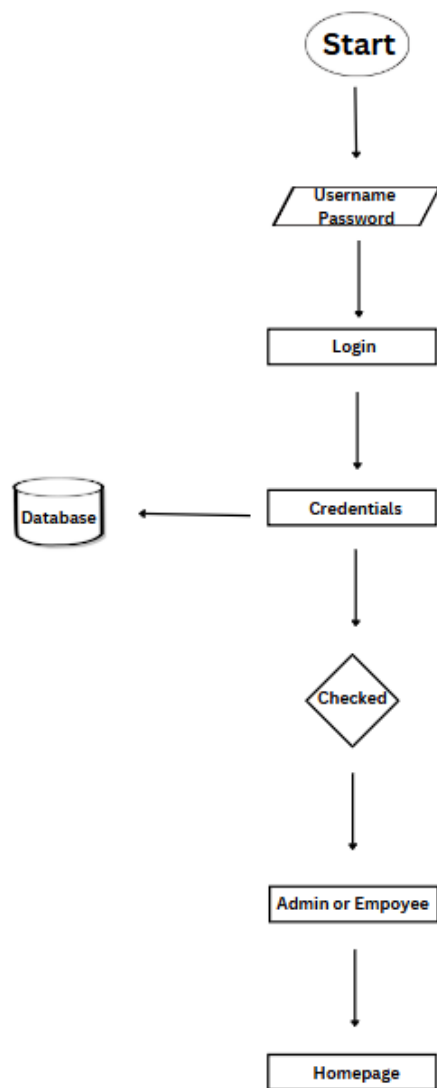 Start
Username
Password
Login
Credentials
Database
Checked
Admin or Empoyee
Homepage